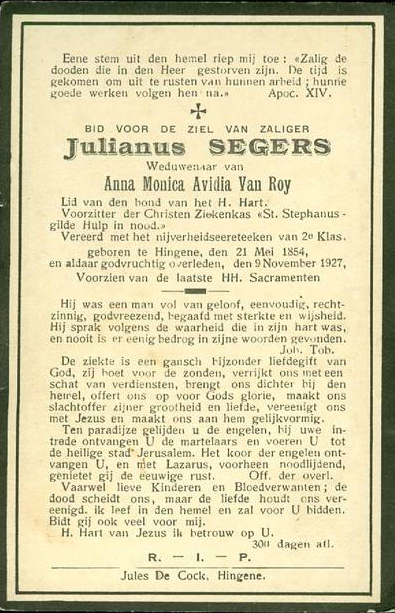 Eene stem uit den hemel riep mij toe : «Zalig de
dooden die in den Heer gestorven zijn. De tijd is
gekomen om uit te rusten van hunnen arbeid ; hunne
goede werken volgen hen na.» Apoc. XIV.
BID VOOR DE ZIEL VAN ZALIGER
Julianus SEGERS
Weduwenaar van
Anna Monica Avidia Van Roy
Lid van den bond van het H. Hart.
Voorzitter der Christen Ziekenkas «St. Stephanus-
gilde Hulp in nood.»
Vereerd met het nijverheidseereteeken van 2e Klas.
geboren te Hingene, den 21 Mei 1854,
en aldaar godvruchtig overleden, den 9 November 1927,
Voorzien van de laatste HH. Sacramenten
Hij was een man vol van geloof, eenvoudig, recht-
zinnig, godvreezend, begaafd met sterkte en wijsheid.
Hij sprak volgens de waarheid die in zijn hart was,
en nooit is er eenig bedrog in zijne woorden gevonden.
Job. Tob.
De ziekte is een gansch bijzonder liefdegift van
God, zij boet voor de zonden, verrijkt ons met een
schat van verdiensten, brengt ons dichter bij den
hemel, offert ons op voor Gods glorie, maakt ons
slachtoffer zijner grootheid en liefde, vereenigt ons
met Jezus en maakt ons aan hem gelijkvormig.
Ten paradijze gelijden u de engelen, bij uwe in-
trede ontvangen U de martelaars en voeren U tot
de heilige stad Jerusalem. Het koor der engelen ont-
vangen U, en met Lazarus, voorheen noodlijdend,
genietet gij de eeuwige rust. Off. der overl.
Vaarwel lieve Kinderen en Bloedverwanten ; de
dood scheidt ons, maar de liefde houdt ons ver-
eenigd. ik leef in den hemel en zal voor U bidden.
Bidt gij ook veel voor mij.
H. Hart van Jezus ik betrouw op U.
300 dagen afl.
R. — I. — P.
Jules De Cock, Hingene.